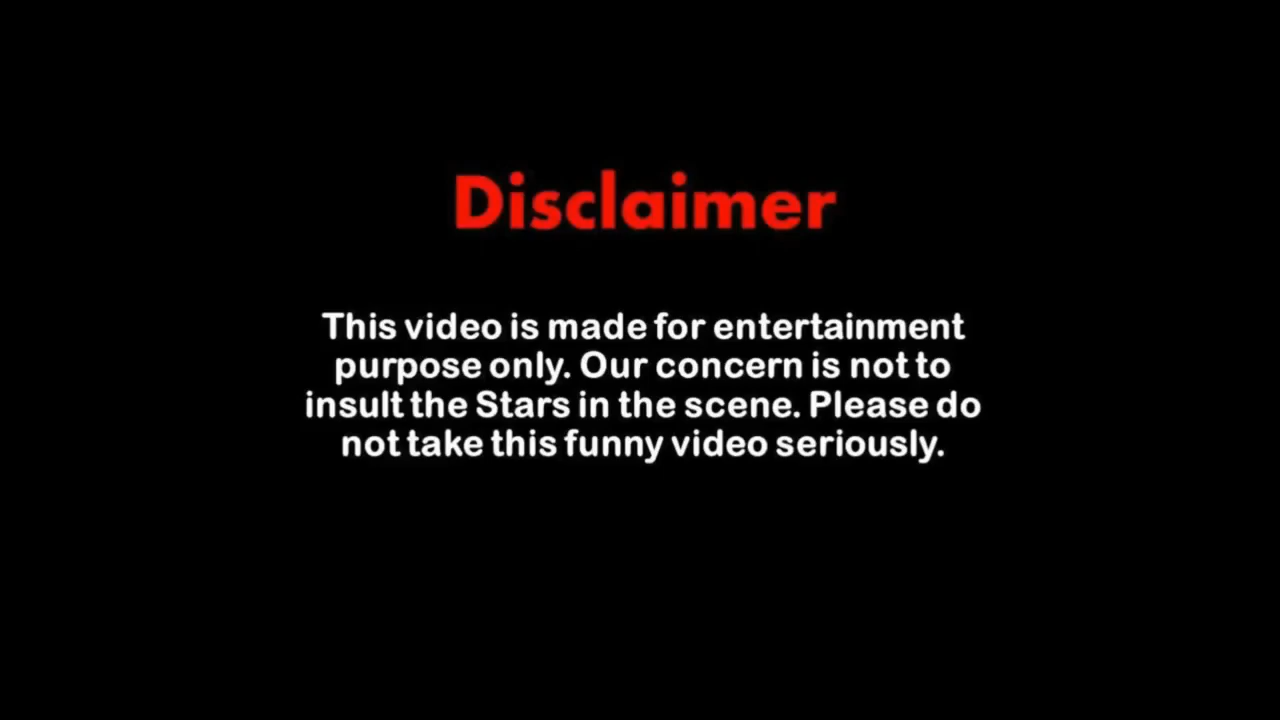 Disclaimer
This video is made for entertainment
purpose only. Our concern is not to
insult the Stars in the scene. Please do
not take this funny video seriously.